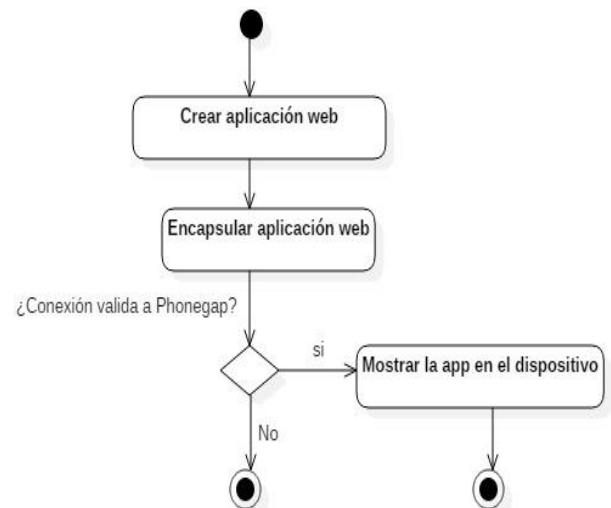 Crear aplicación web
Encapsular aplicación web
¿Conexión valida a Phonegap?
si
Mostrar la app en el dispositivo
No